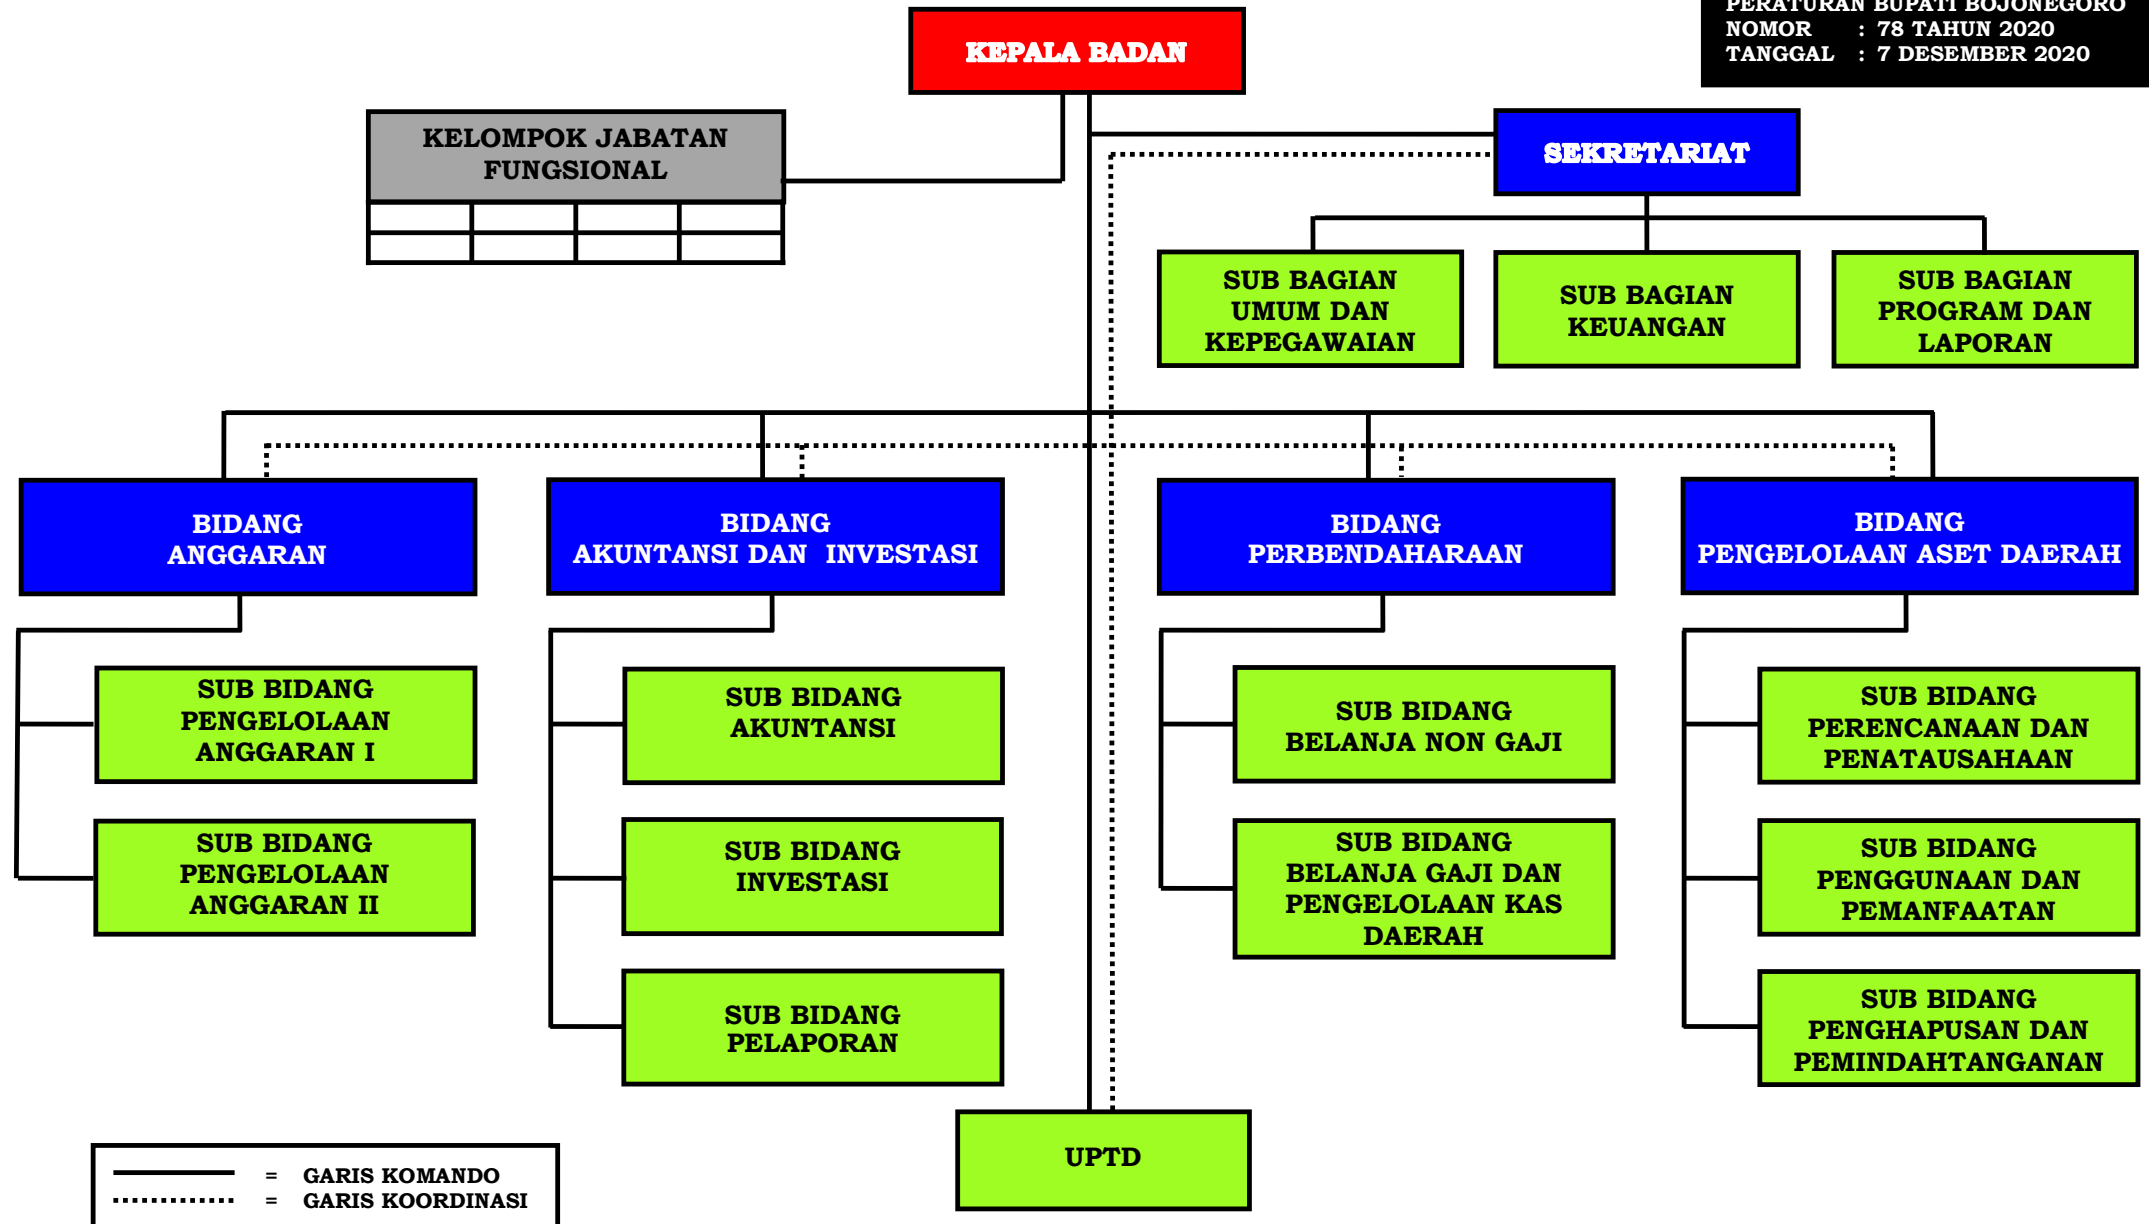 PERATURAN BUPATI BOJONEGORO
NOMOR : 78 TAHUN 2020
TANGGAL : 7 DESEMBER 2020
KEPALA BADAN
KELOMPOK JABATAN
FUNGSIONAL
SEKRETARIAT
SUB BAGIAN
UMUM DAN
KEPEGAWAIAN
SUB BAGIAN
KEUANGAN
SUB BAGIAN
PROGRAM DAN
LAPORAN
BIDANG
ANGGARAN
BIDANG
AKUNTANSI DAN INVESTASI
BIDANG
PERBENDAHARAAN
BIDANG
PENGELOLAAN ASET DAERAH
SUB BIDANG
PENGELOLAAN
ANGGARAN I
SUB BIDANG
PENGELOLAAN
ANGGARAN II
SUB BIDANG
AKUNTANSI
SUB BIDANG
INVESTASI
SUB BIDANG
PELAPORAN
SUB BIDANG
BELANJA NON GAJI
SUB BIDANG
BELANJA GAJI DAN
PENGELOLAAN KAS
DAERAH
SUB BIDANG
PERENCANAAN DAN
PENATAUSAHAAN
SUB BIDANG
PENGGUNAAN DAN
PEMANFAATAN
SUB BIDANG
PENGHAPUSAN DAN
PEMINDAHTANGANAN
UPTD
= GARIS KOMANDO
= GARIS KOORDINASI